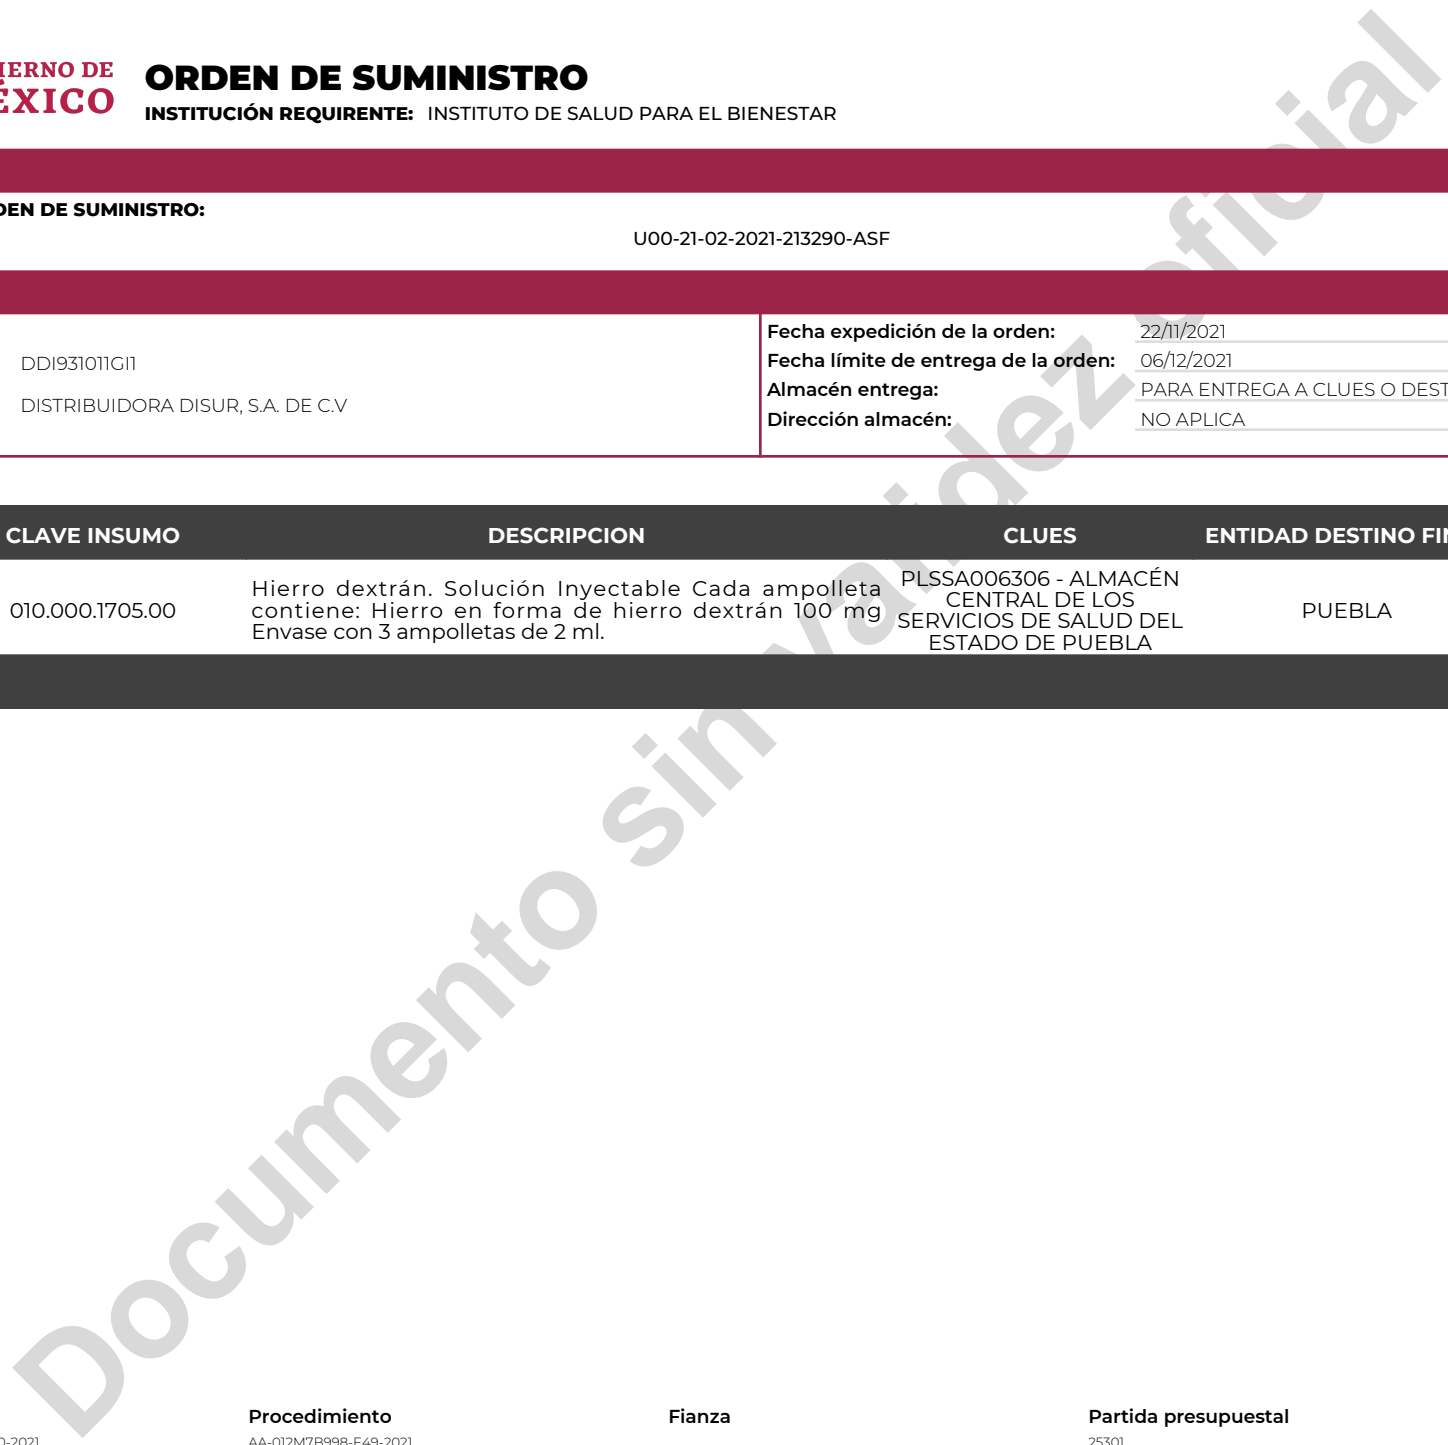 IERNO DE
ÉXICO
ORDEN DE SUMINISTRO
INSTITUCIÓN REQUIRENTE: INSTITUTO DE SALUD PARA EL BIENESTAR
DEN DE SUMINISTRO:
U00-21-02-2021-213290-ASF
DDI931011GI1
DISTRIBUIDORA DISUR, S.A. DE C.V
Fecha expedición de la orden: 22/11/2021
Fecha límite de entrega de la orden: 06/12/2021
Almacén entrega: PARA ENTREGA A CLUES O DEST
Dirección almacén: NO APLICA
CLAVE INSUMO DESCRIPCION CLUES ENTIDAD DESTINO FIN
010.000.1705.00
Hierro dextrán. Solución Inyectable Cada ampolleta
contiene: Hierro en forma de hierro dextrán 100 mg
Envase con 3 ampolletas de 2 ml.
PLSSA006306 - ALMACÉN
CENTRAL DE LOS
SERVICIOS DE SALUD DEL
ESTADO DE PUEBLA
PUEBLA
Documento sin validez oficial
Procedimiento Fianza Partida presupuestal
0-2021 AA-012M7B998-E49-2021 25301